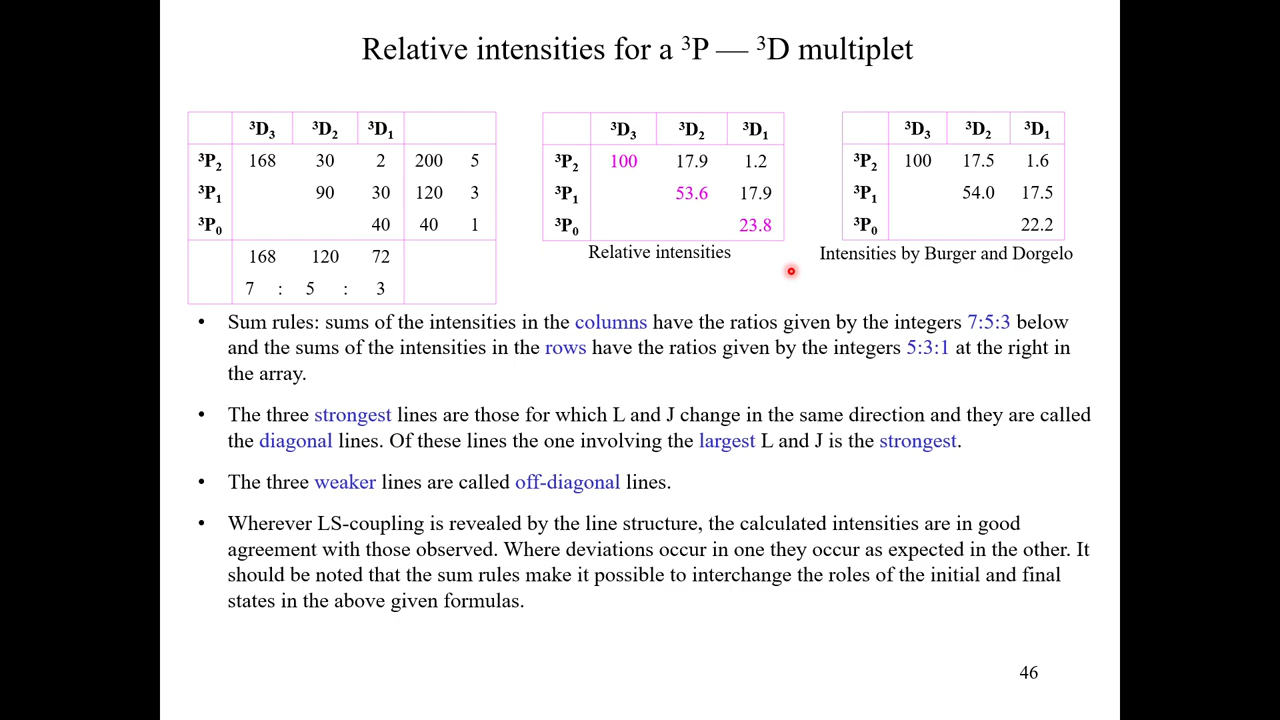 Relative intensities for a ³P — ³D multiplet
³D₃ ³D₂ ³D₁
³P₂ 168 30 2 200 5
³P₁ 90 30 120 3
³P₀ 40 40 1
168 120 72
7 : 5 : 3
³D₃ ³D₂ ³D₁
³P₂ 100 17.9 1.2
³P₁ 53.6 17.9
³P₀ 23.8
Relative intensities
³D₃ ³D₂ ³D₁
³P₂ 100 17.5 1.6
³P₁ 54.0 17.5
³P₀ 22.2
Intensities by Burger and Dorgelo
• Sum rules: sums of the intensities in the columns have the ratios given by the integers 7:5:3 below
and the sums of the intensities in the rows have the ratios given by the integers 5:3:1 at the right in
the array.
• The three strongest lines are those for which L and J change in the same direction and they are called
the diagonal lines. Of these lines the one involving the largest L and J is the strongest.
• The three weaker lines are called off-diagonal lines.
• Wherever LS-coupling is revealed by the line structure, the calculated intensities are in good
agreement with those observed. Where deviations occur in one they occur as expected in the other. It
should be noted that the sum rules make it possible to interchange the roles of the initial and final
states in the above given formulas.
46